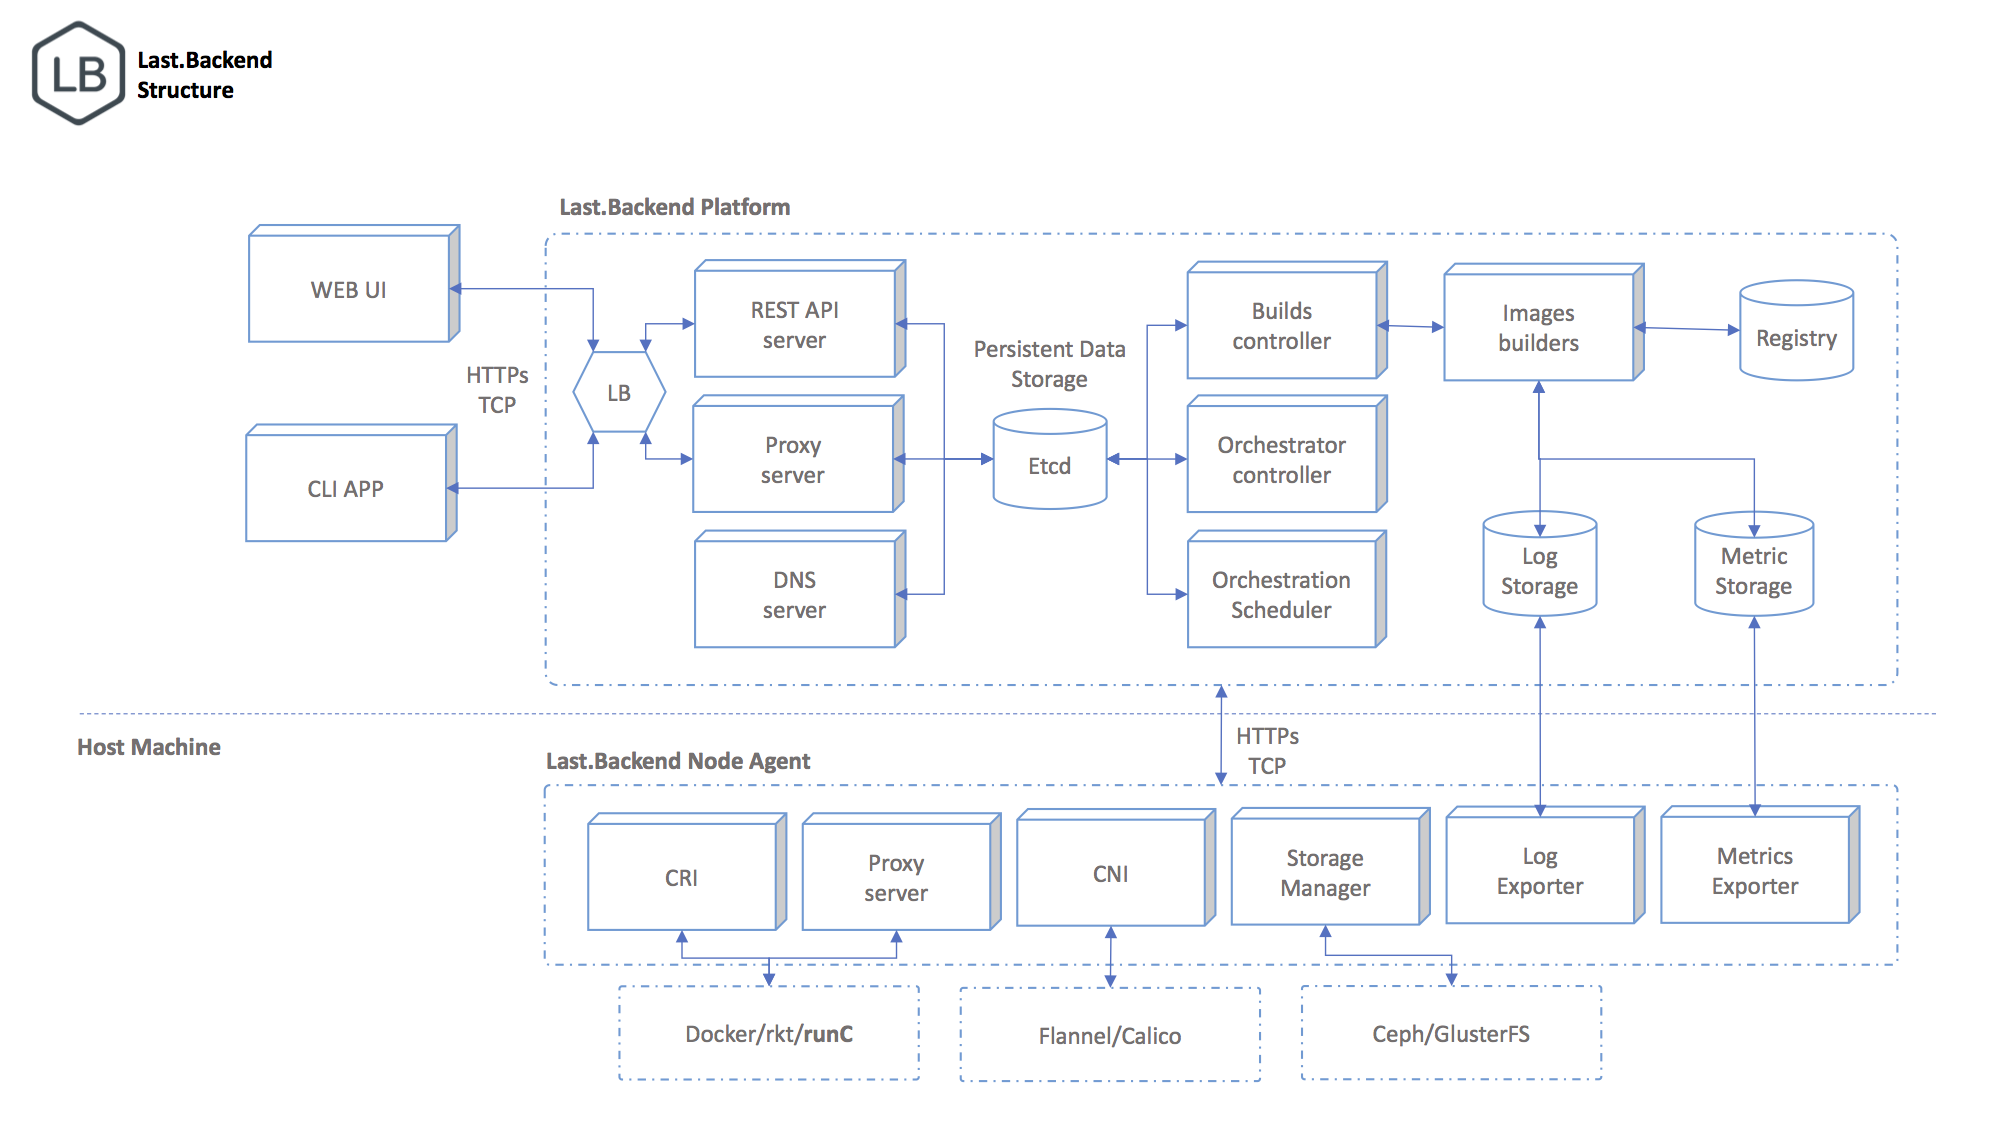 LB
Last.Backend
Structure
Last.Backend Platform
WEB UI
HTTPs
TCP
CLI APP
LB
REST API
server
Proxy
server
DNS
server
Persistent Data
Storage
Etcd
Builds
controller
Orchestrator
controller
Orchestration
Scheduler
Images
builders
Registry
Log
Storage
Metric
Storage
Host Machine
HTTPs
TCP
Last.Backend Node Agent
CRI
Proxy
server
CNI
Storage
Manager
Log
Exporter
Metrics
Exporter
Docker/rkt/runC
Flannel/Calico
Ceph/GlusterFS